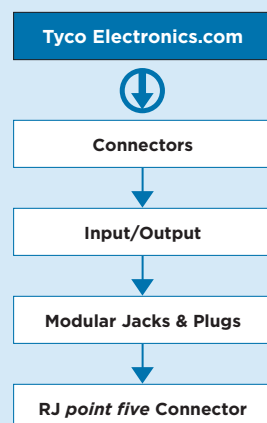 Tyco Electronics.com
Connectors
Input/Output
Modular Jacks & Plugs
RJ point five Connector